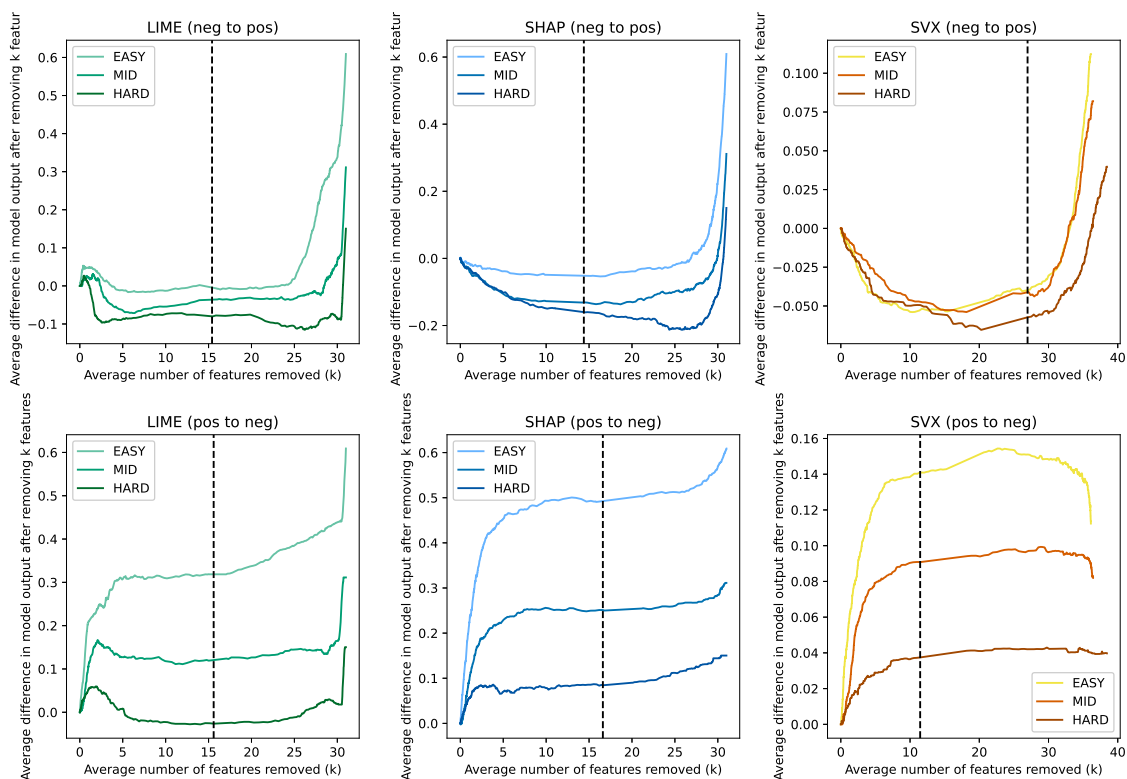 LIME (neg to pos)
Average difference in model output after removing k featur
EASY
MID
HARD
0.6
0.5
0.4
0.3
0.2
0.1
0.0
−0.1
0 5 10 15 20 25 30
Average number of features removed (k)
SHAP (neg to pos)
Average difference in model output after removing k featur
EASY
MID
HARD
0.6
0.4
0.2
0.0
−0.2
0 5 10 15 20 25 30
Average number of features removed (k)
SVX (neg to pos)
Average difference in model output after removing k featur
EASY
MID
HARD
0.100
0.075
0.050
0.025
0.000
−0.025
−0.050
0 10 20 30 40
Average number of features removed (k)
LIME (pos to neg)
Average difference in model output after removing k features
EASY
MID
HARD
0.6
0.5
0.4
0.3
0.2
0.1
0.0
0 5 10 15 20 25 30
Average number of features removed (k)
SHAP (pos to neg)
Average difference in model output after removing k features
EASY
MID
HARD
0.6
0.5
0.4
0.3
0.2
0.1
0.0
0 5 10 15 20 25 30
Average number of features removed (k)
SVX (pos to neg)
Average difference in model output after removing k features
0.16
0.14
0.12
0.10
0.08
0.06
0.04
0.02
0.00
EASY
MID
HARD
0 10 20 30 40
Average number of features removed (k)